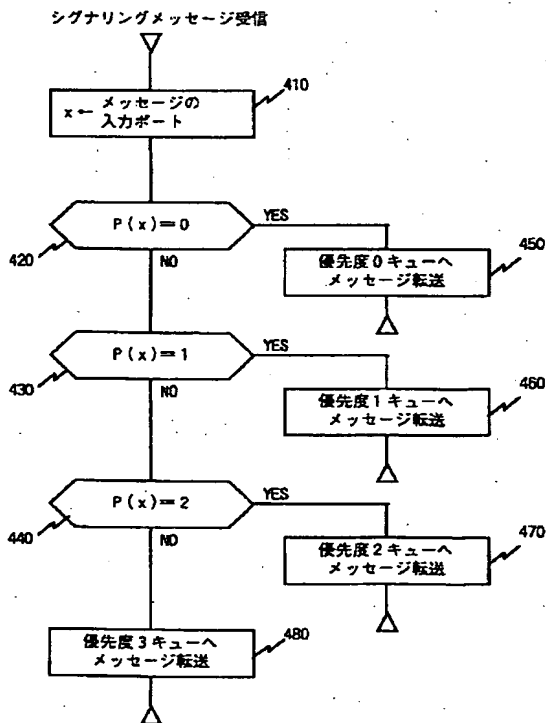 シグナリングメッセージ受信
x← メッセージの
入力ポート
410
P(x)=0
YES
NO
420
優先度0キューへ
メッセージ転送
450
P(x)=1
YES
NO
430
優先度1キューへ
メッセージ転送
460
P(x)=2
YES
NO
440
優先度2キューへ
メッセージ転送
470
優先度3キューへ
メッセージ転送
480